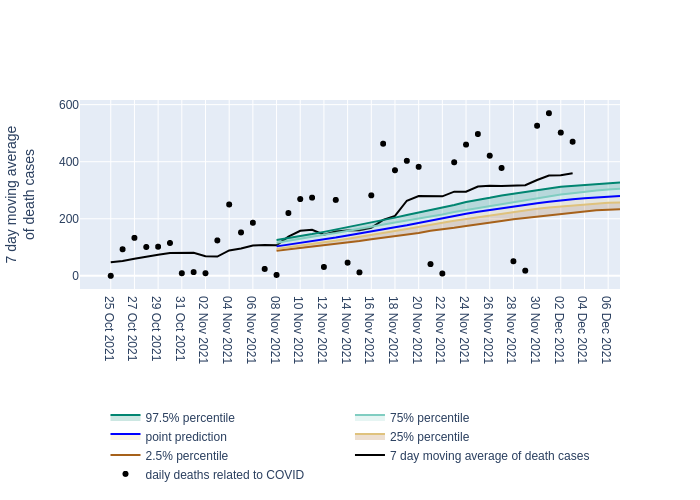 7 day moving average
of death cases
600
400
200
0
25 Oct 2021
27 Oct 2021
29 Oct 2021
31 Oct 2021
02 Nov 2021
04 Nov 2021
06 Nov 2021
08 Nov 2021
10 Nov 2021
12 Nov 2021
14 Nov 2021
16 Nov 2021
18 Nov 2021
20 Nov 2021
22 Nov 2021
24 Nov 2021
26 Nov 2021
28 Nov 2021
30 Nov 2021
02 Dec 2021
04 Dec 2021
06 Dec 2021
97.5% percentile
75% percentile
point prediction
25% percentile
2.5% percentile
7 day moving average of death cases
daily deaths related to COVID